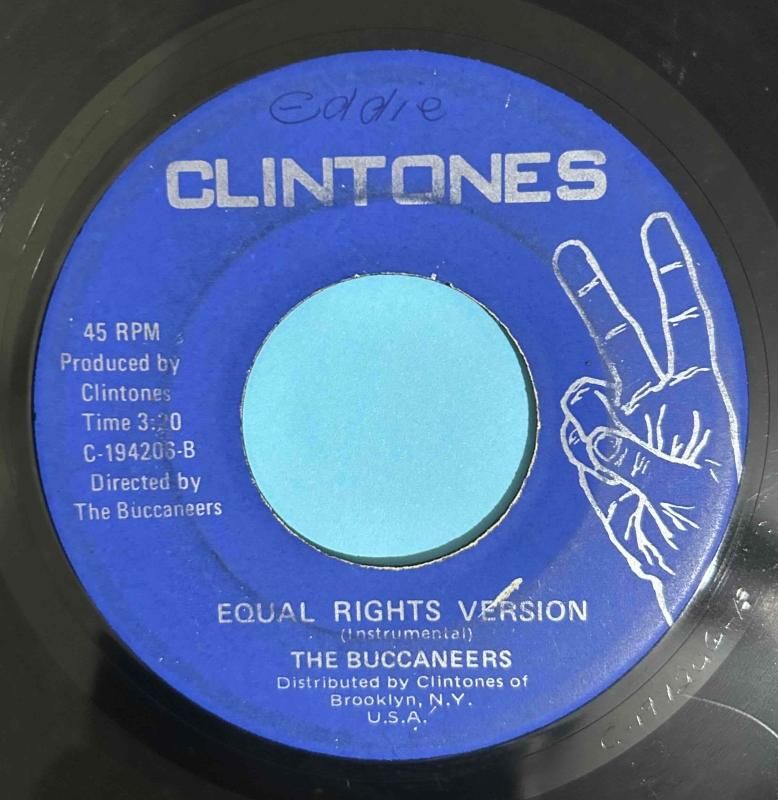 Eddie
CLINTONES
45 RPM
Produced by
Clintones
Time 3:20
C-194206-B
Directed by
The Buccaneers
EQUAL RIGHTS VERSION
(Instrumental)
THE BUCCANEERS
Distributed by Clintones of
Brooklyn, N.Y.
U.S.A.